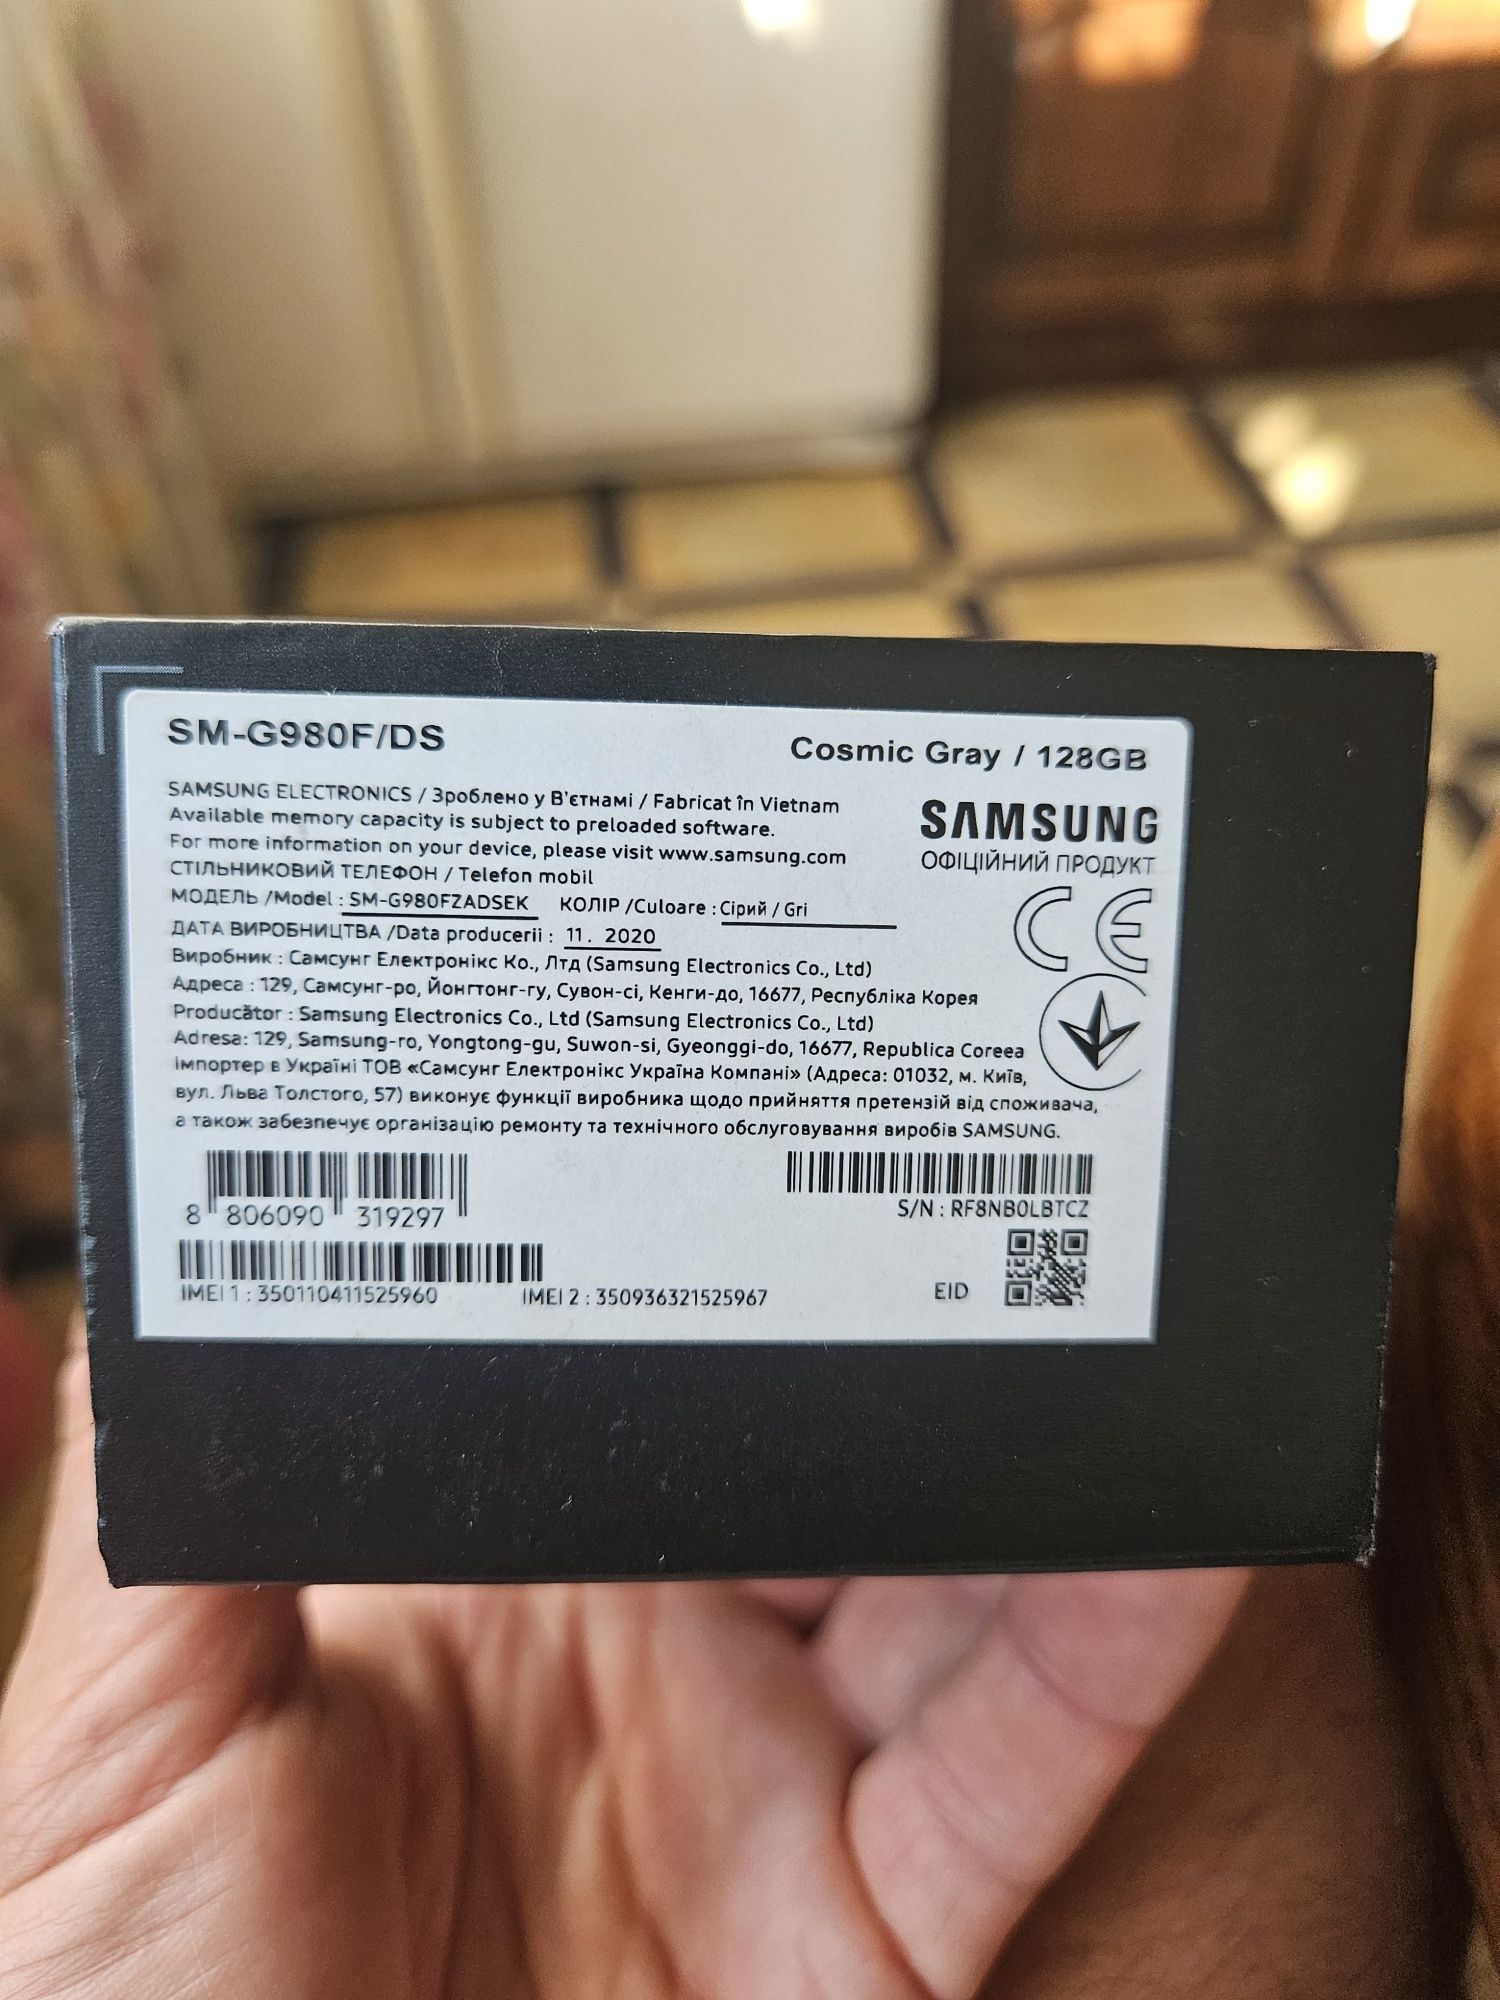 SM-G980F/DS
Cosmic Gray / 128GB
SAMSUNG ELECTRONICS / Зроблено у В'єтнамі / Fabricat în Vietnam
Available memory capacity is subject to preloaded software.
For more information on your device, please visit www.samsung.com
СТІЛЬНИКОВИЙ ТЕЛЕФОН / Telefon mobil
МОДЕЛЬ /Model : SM-G980FZADSEK КОЛІР /Culoare : Сірий / Gri
ДАТА ВИРОБНИЦТВА /Data producerii : 11. 2020
Виробник : Самсунг Електронікс Ко., Лтд (Samsung Electronics Co., Ltd)
Адреса : 129, Самсунг-ро, Йонгтонг-гу, Сувон-сі, Кенги-до, 16677, Республіка Корея
Producător : Samsung Electronics Co., Ltd (Samsung Electronics Co., Ltd)
Adresa: 129, Samsung-ro, Yongtong-gu, Suwon-si, Gyeonggi-do, 16677, Republica Coreea
Імпортер в Україні ТОВ «Самсунг Електронікс Україна Компані» (Адреса: 01032, м. Київ,
вул. Льва Толстого, 57) виконує функції виробника щодо прийняття претензій від споживача,
а також забезпечує організацію ремонту та технічного обслуговування виробів SAMSUNG.
SAMSUNG
ОФІЦІЙНИЙ ПРОДУКТ
CE
8 806090 319297
S/N : RF8NB0LBTCZ
IMEI 1 : 350110411525960 IMEI 2 : 350936321525967
EID